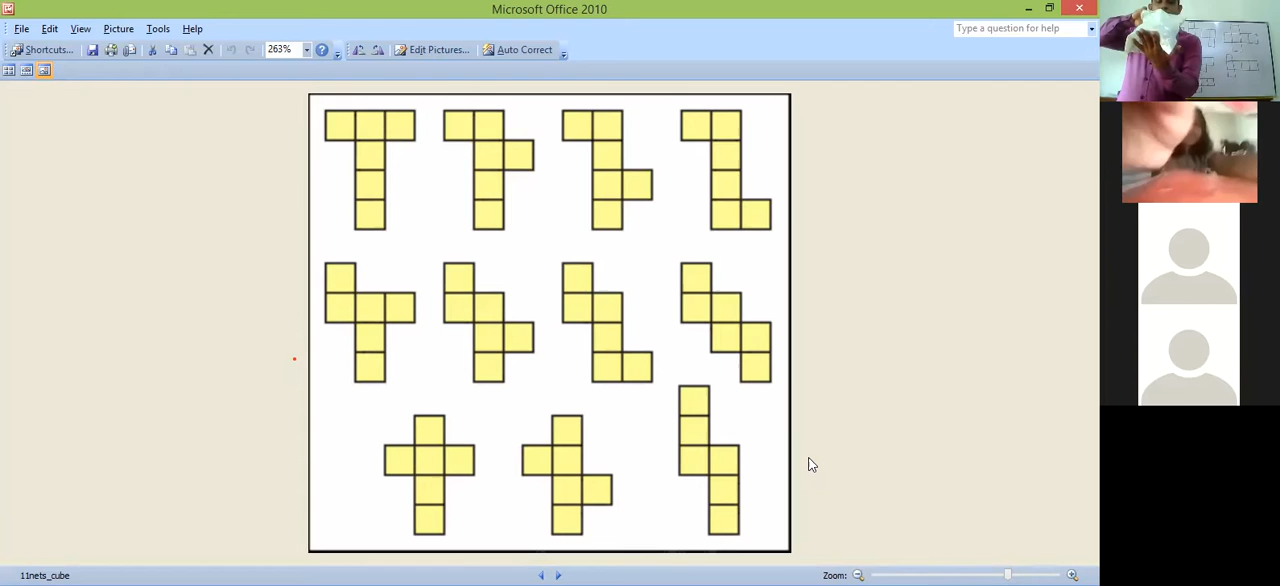 Microsoft Office 2010
File Edit View Picture Tools Help
Type a question for help
Shortcuts... 263% Edit Pictures... Auto Correct
11nets_cube
Zoom: